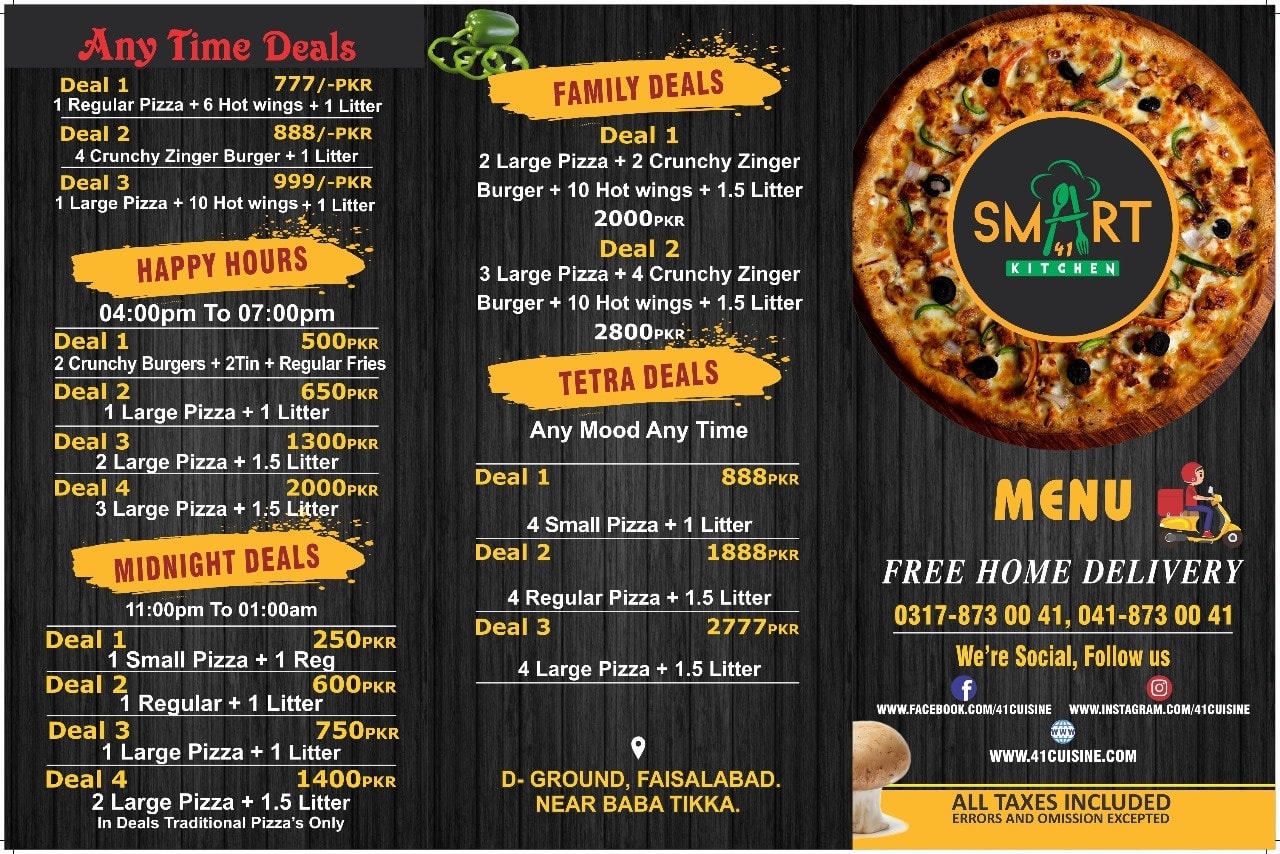 Any Time Deals
Deal 1 777/-PKR
1 Regular Pizza + 6 Hot wings + 1 Litter
Deal 2 888/-PKR
4 Crunchy Zinger Burger + 1 Litter
Deal 3 999/-PKR
1 Large Pizza + 10 Hot wings + 1 Litter
HAPPY HOURS
04:00pm To 07:00pm
Deal 1 500PKR
2 Crunchy Burgers + 2Tin + Regular Fries
Deal 2 650PKR
1 Large Pizza + 1 Litter
Deal 3 1300PKR
2 Large Pizza + 1.5 Litter
Deal 4 2000PKR
3 Large Pizza + 1.5 Litter
MIDNIGHT DEALS
11:00pm To 01:00am
Deal 1 250PKR
1 Small Pizza + 1 Reg
Deal 2 600PKR
1 Regular + 1 Litter
Deal 3 750PKR
1 Large Pizza + 1 Litter
Deal 4 1400PKR
2 Large Pizza + 1.5 Litter
In Deals Traditional Pizza's Only
FAMILY DEALS
Deal 1
2 Large Pizza + 2 Crunchy Zinger
Burger + 10 Hot wings + 1.5 Litter
2000PKR
Deal 2
3 Large Pizza + 4 Crunchy Zinger
Burger + 10 Hot wings + 1.5 Litter
2800PKR
TETRA DEALS
Any Mood Any Time
Deal 1 888PKR
4 Small Pizza + 1 Litter
Deal 2 1888PKR
4 Regular Pizza + 1.5 Litter
Deal 3 2777PKR
4 Large Pizza + 1.5 Litter
D- GROUND, FAISALABAD.
NEAR BABA TIKKA.
SMART
41
KITCHEN
MENU
FREE HOME DELIVERY
0317-873 00 41, 041-873 00 41
We're Social, Follow us
WWW.FACEBOOK.COM/41CUISINE WWW.INSTAGRAM.COM/41CUISINE
WWW
WWW.41CUISINE.COM
ALL TAXES INCLUDED
ERRORS AND OMISSION EXCEPTED